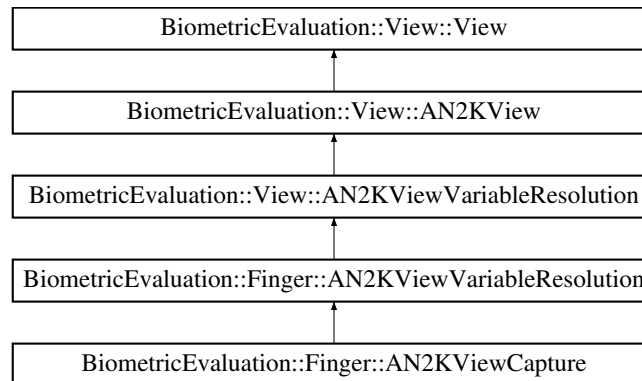 BiometricEvaluation::View::View
BiometricEvaluation::View::AN2KView
BiometricEvaluation::View::AN2KViewVariableResolution
BiometricEvaluation::Finger::AN2KViewVariableResolution
BiometricEvaluation::Finger::AN2KViewCapture